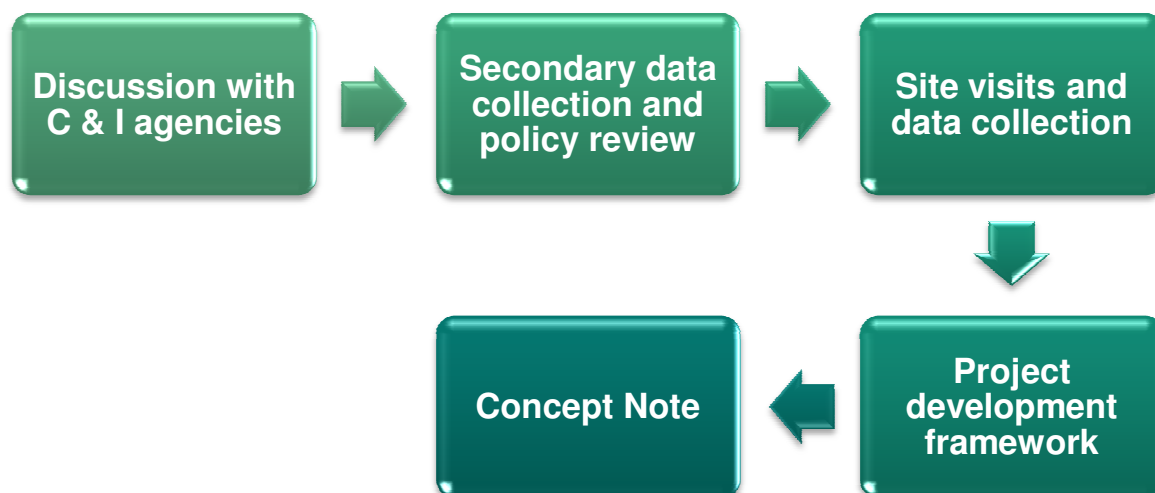 Discussion with
C & I agencies
Secondary data
collection and
policy review
Site visits and
data collection
Project
development
framework
Concept Note